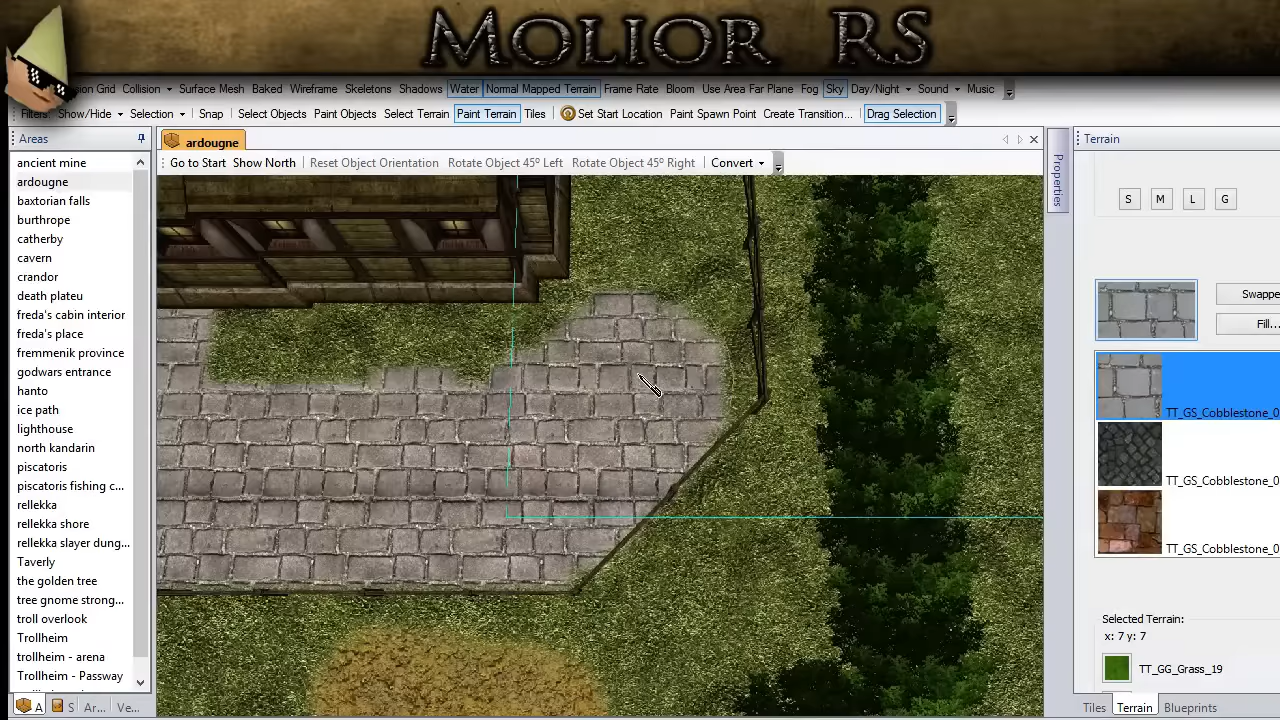 MOLIOR RS
on Grid Collision Surface Mesh Baked Wireframe Skeletons Shadows Water Normal Mapped Terrain Frame Rate Bloom Use Area Far Plane Fog Sky Day/Night Sound Music
Filters: Show/Hide Selection Snap Select Objects Paint Objects Select Terrain Paint Terrain Tiles Set Start Location Paint Spawn Point Create Transition... Drag Selection
Areas
ardougne
Terrain
Go to Start Show North Reset Object Orientation Rotate Object 45º Left Rotate Object 45º Right Convert
Properties
ancient mine
ardougne
baxtorian falls
burthrope
catherby
cavern
crandor
death plateu
freda's cabin interior
freda's place
fremmenik province
godwars entrance
hanto
ice path
lighthouse
north kandarin
piscatoris
piscatoris fishing c...
rellekka
rellekka shore
rellekka slayer dung...
Taverly
the golden tree
tree gnome strong...
troll overlook
Trollheim
trollheim - arena
Trollheim - Passway
A S Ar... Ve...
S M L G
Swappe
Fill...
TT_GS_Cobblestone_0
TT_GS_Cobblestone_0
TT_GS_Cobblestone_0
Selected Terrain:
x: 7 y: 7
TT_GG_Grass_19
Tiles Terrain Blueprints